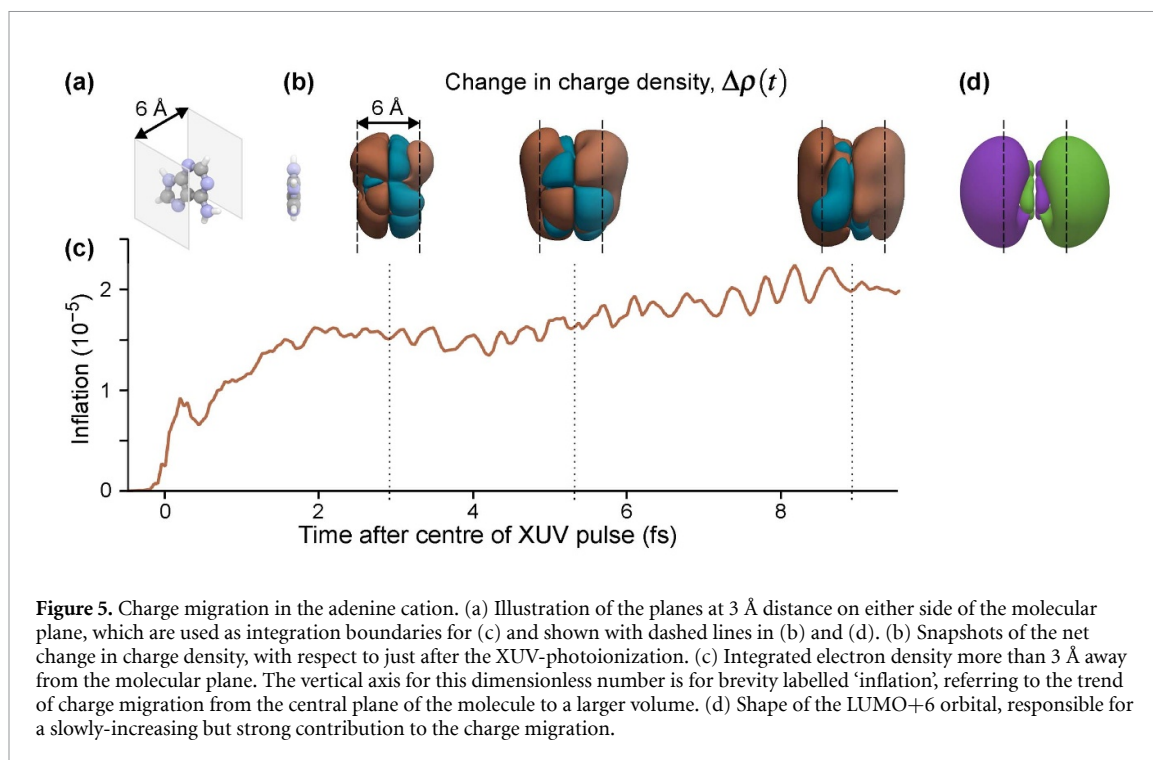 (a)
(b)
Change in charge density, Δρ(t)
(d)
6 Å
6 Å
(c)
Inflation (10⁻⁵)
2
1
0
0
2
4
6
8
Time after centre of XUV pulse (fs)
Figure 5. Charge migration in the adenine cation. (a) Illustration of the planes at 3 Å distance on either side of the molecular
plane, which are used as integration boundaries for (c) and shown with dashed lines in (b) and (d). (b) Snapshots of the net
change in charge density, with respect to just after the XUV-photoionization. (c) Integrated electron density more than 3 Å away
from the molecular plane. The vertical axis for this dimensionless number is for brevity labelled ‘inflation’, referring to the trend
of charge migration from the central plane of the molecule to a larger volume. (d) Shape of the LUMO+6 orbital, responsible for
a slowly-increasing but strong contribution to the charge migration.